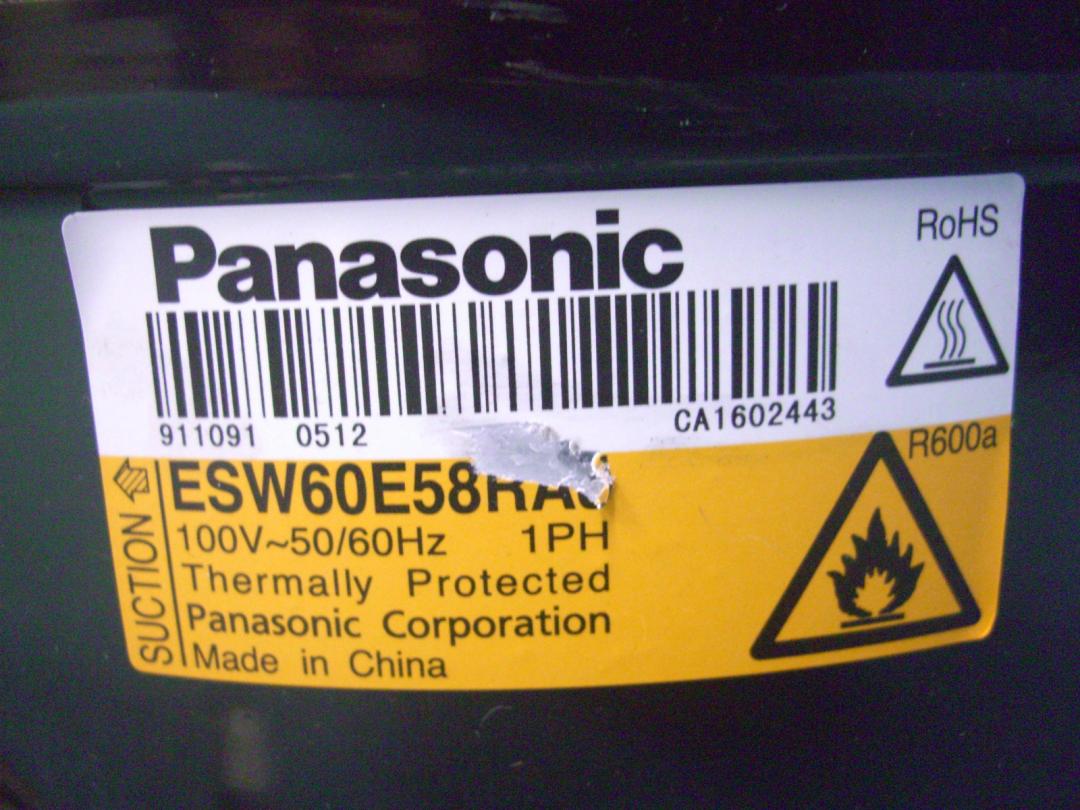 Panasonic
RoHS
911091 0512 CA1602443
R600a
SUCTION
100V~50/60Hz 1PH
Thermally Protected
Panasonic Corporation
Made in China